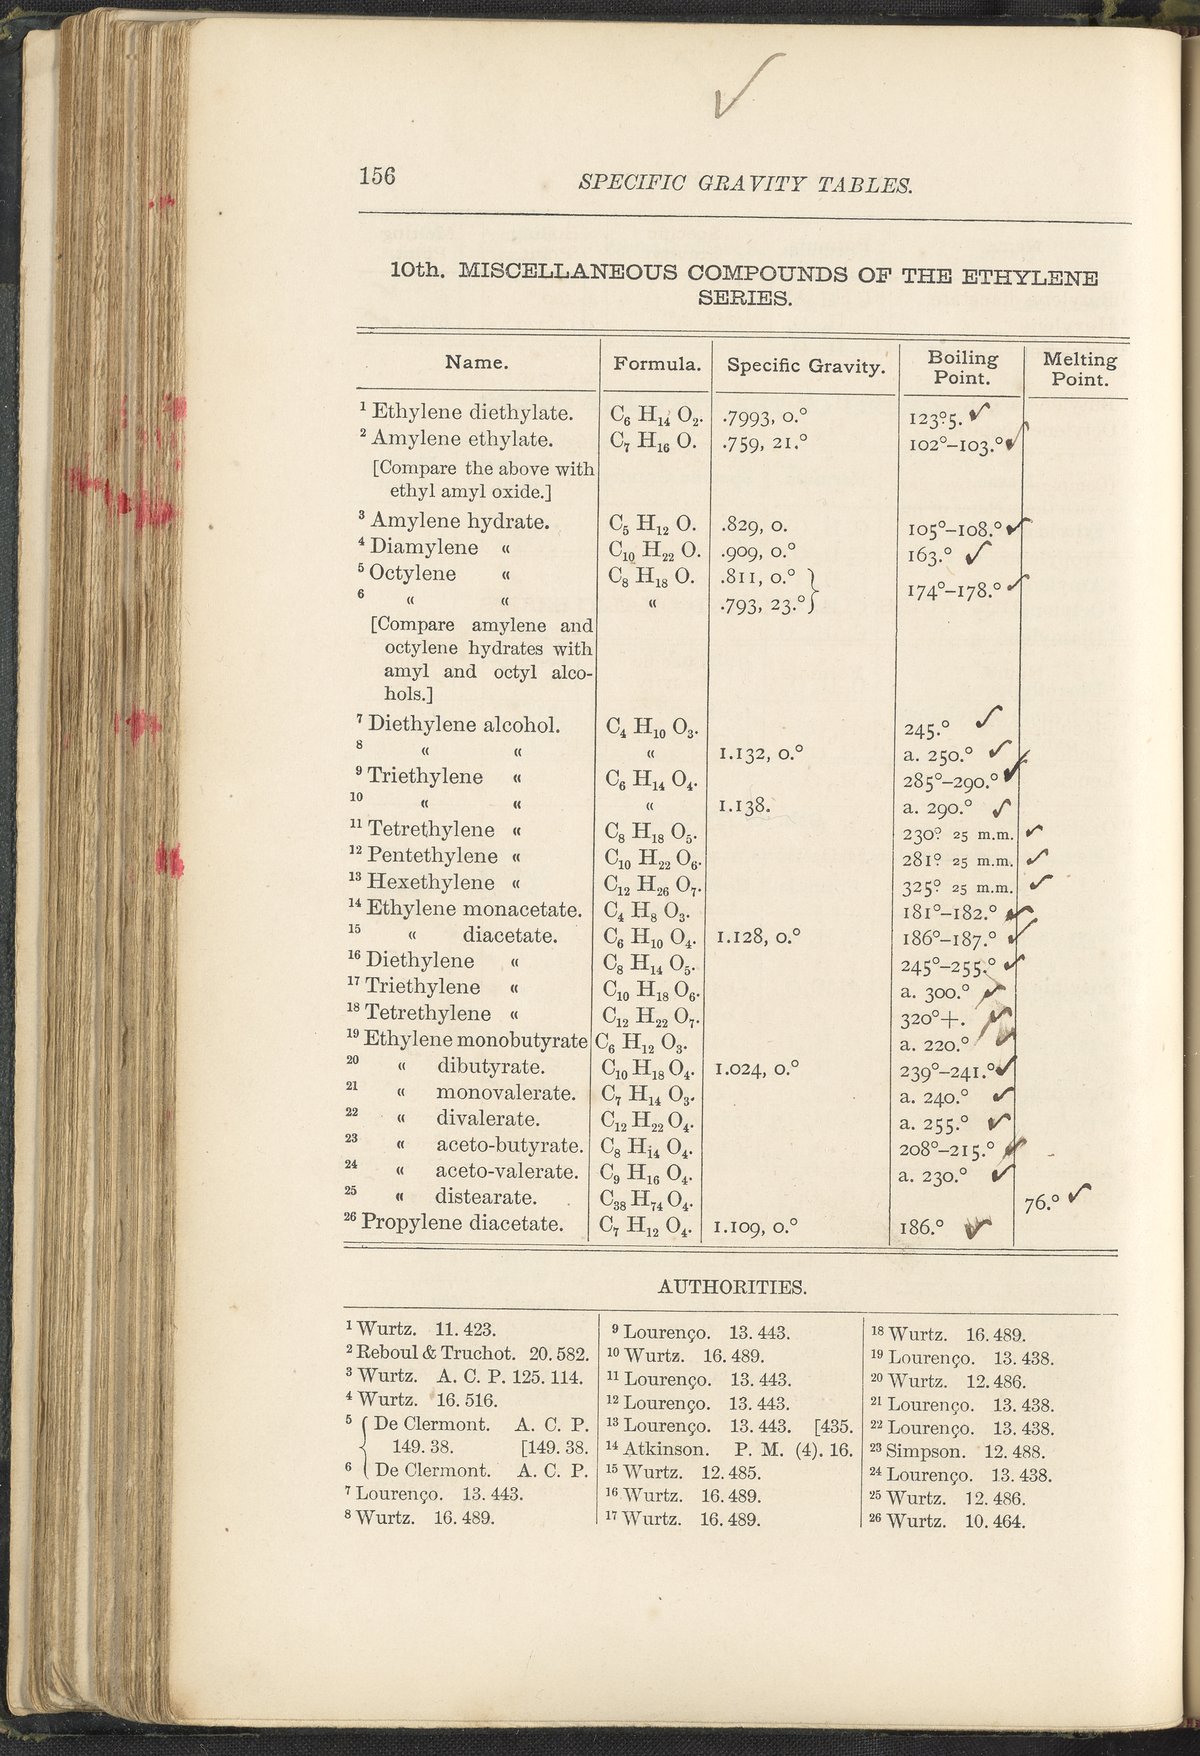 156
SPECIFIC GRAVITY TABLES.
10th. MISCELLANEOUS COMPOUNDS OF THE ETHYLENE
SERIES.
Name. Formula. Specific Gravity. Boiling Point. Melting Point.
¹ Ethylene diethylate. C₆ H₁₄ O₂. .7993, 0.° 123°.5. ✓
² Amylene ethylate. C₇ H₁₆ O. .759, 21.° 102°–103.° ✓
[Compare the above with
ethyl amyl oxide.]
³ Amylene hydrate. C₅ H₁₂ O. .829, 0. 105°–108.° ✓
⁴ Diamylene “ C₁₀ H₂₂ O. .909, 0.° 163.° ✓
⁵ Octylene “ C₈ H₁₈ O. .811, 0.° } 174°–178.° ✓
⁶ “ “ “ .793, 23.° }
[Compare amylene and
octylene hydrates with
amyl and octyl alco-
hols.]
⁷ Diethylene alcohol. C₄ H₁₀ O₃. 245.° ✓
⁸ “ “ “ 1.132, 0.° a. 250.° ✓
⁹ Triethylene “ C₆ H₁₄ O₄. 285°–290.° ✓
¹⁰ “ “ “ 1.138. a. 290.° ✓
¹¹ Tetrethylene “ C₈ H₁₈ O₅. 230°. 25 m.m. ✓
¹² Pentethylene “ C₁₀ H₂₂ O₆. 281°. 25 m.m. ✓
¹³ Hexethylene “ C₁₂ H₂₆ O₇. 325°. 25 m.m. ✓
¹⁴ Ethylene monacetate. C₄ H₈ O₃. 181°–182.° ✓
¹⁵ “ diacetate. C₆ H₁₀ O₄. 1.128, 0.° 186°–187.° ✓
¹⁶ Diethylene “ C₈ H₁₄ O₅. 245°–255.° ✓
¹⁷ Triethylene “ C₁₀ H₁₈ O₆. a. 300.° ✓
¹⁸ Tetrethylene “ C₁₂ H₂₂ O₇. 320°+. ✓
¹⁹ Ethylene monobutyrate C₆ H₁₂ O₃. a. 220.° ✓
²⁰ “ dibutyrate. C₁₀ H₁₈ O₄. 1.024, 0.° 239°–241.° ✓
²¹ “ monovalerate. C₇ H₁₄ O₃. a. 240.° ✓
²² “ divalerate. C₁₂ H₂₂ O₄. a. 255.° ✓
²³ “ aceto-butyrate. C₈ H₁₄ O₄. 208°–215.° ✓
²⁴ “ aceto-valerate. C₉ H₁₆ O₄. a. 230.° ✓
²⁵ “ distearate. C₃₈ H₇₄ O₄. 76.° ✓
²⁶ Propylene diacetate. C₇ H₁₂ O₄. 1.109, 0.° 186.° ✓
AUTHORITIES.
¹ Wurtz. 11. 423.
² Reboul & Truchot. 20. 582.
³ Wurtz. A. C. P. 125. 114.
⁴ Wurtz. 16. 516.
⁵ { De Clermont. A. C. P.
149. 38. [149. 38.
⁶ { De Clermont. A. C. P.
⁷ Lourenço. 13. 443.
⁸ Wurtz. 16. 489.
⁹ Lourenço. 13. 443.
¹⁰ Wurtz. 16. 489.
¹¹ Lourenço. 13. 443.
¹² Lourenço. 13. 443.
¹³ Lourenço. 13. 443. [435.
¹⁴ Atkinson. P. M. (4). 16.
¹⁵ Wurtz. 12. 485.
¹⁶ Wurtz. 16. 489.
¹⁷ Wurtz. 16. 489.
¹⁸ Wurtz. 16. 489.
¹⁹ Lourenço. 13. 438.
²⁰ Wurtz. 12. 486.
²¹ Lourenço. 13. 438.
²² Lourenço. 13. 438.
²³ Simpson. 12. 488.
²⁴ Lourenço. 13. 438.
²⁵ Wurtz. 12. 486.
²⁶ Wurtz. 10. 464.